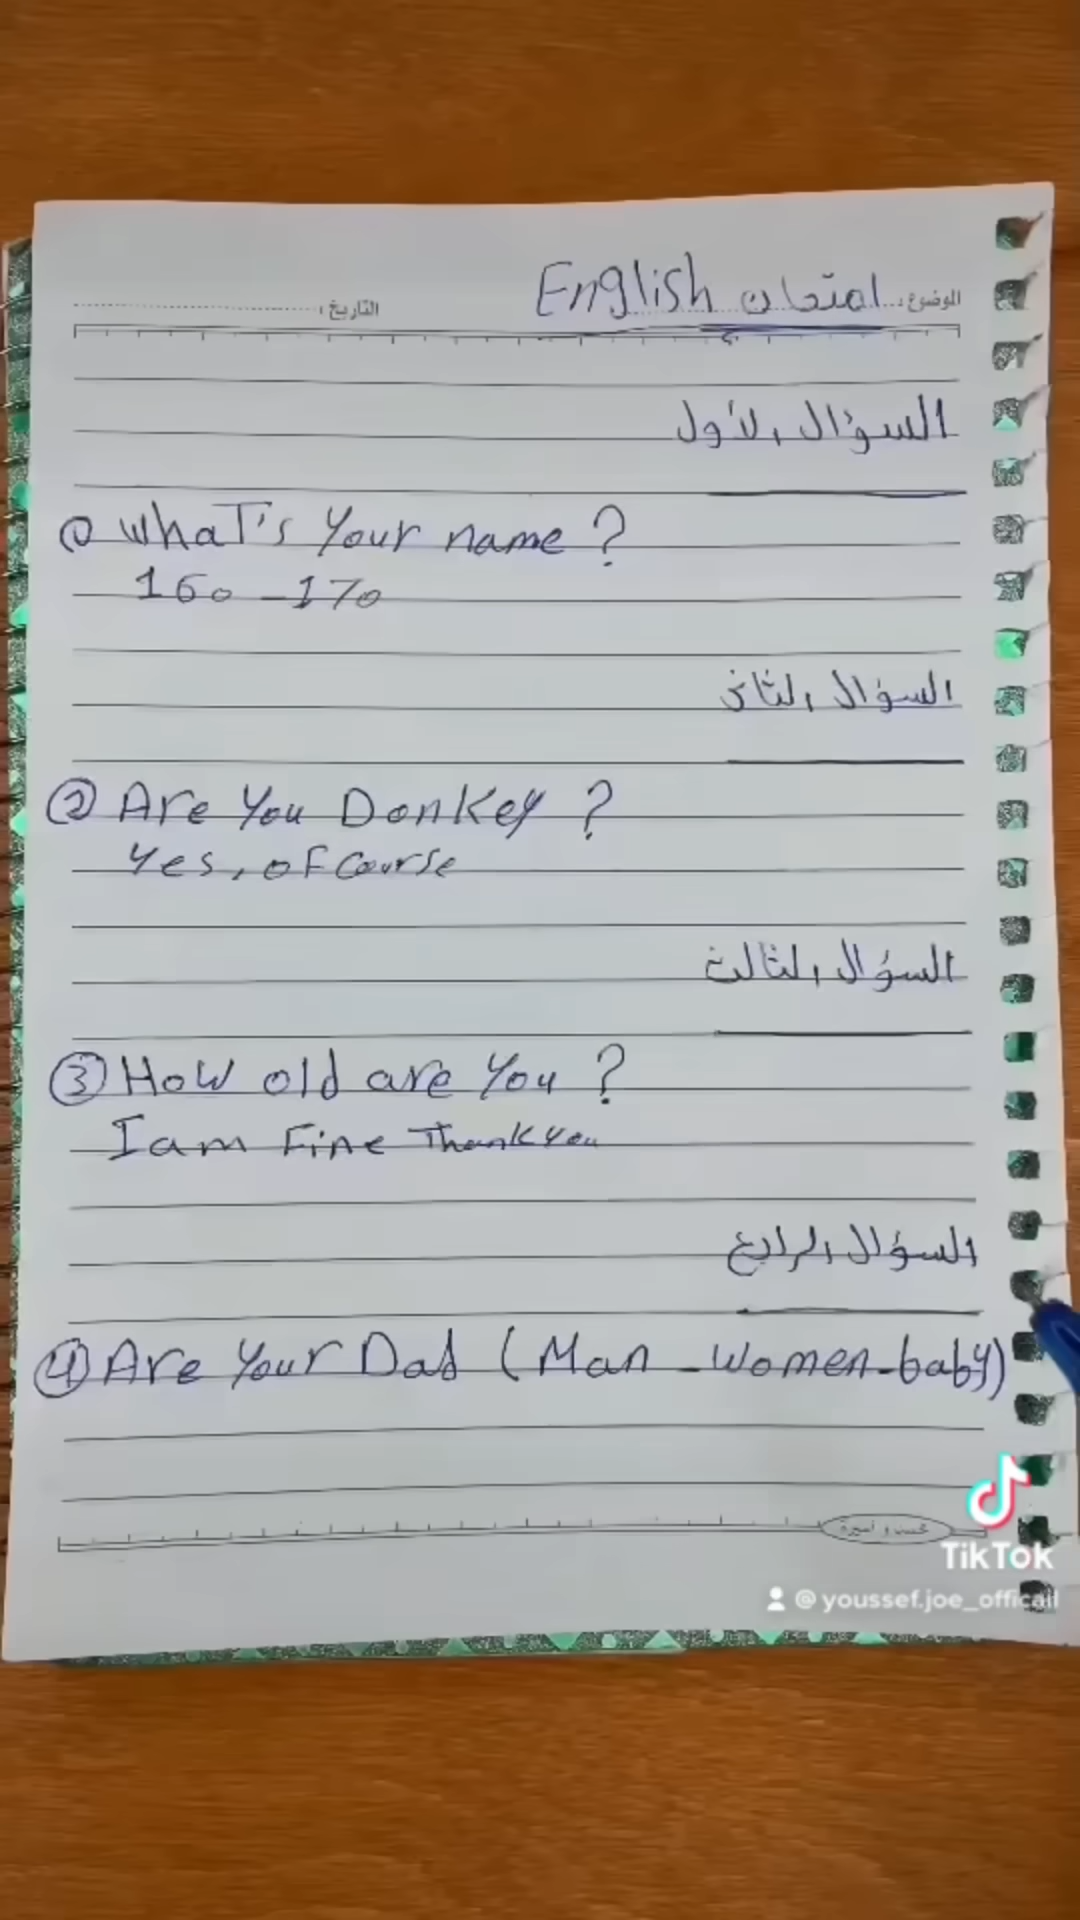 الموضوع: امتحان English
التاريخ:
السؤال الأول
① What's Your name ?
160 - 170
السؤال الثانى
② Are You Donkey ?
Yes, of Course
السؤال الثالث
③ How old are You ?
I am Fine Thank you
السؤال الرابع
④ Are Your Dad (Man - Women - baby)
TikTok
@youssef.joe_officail